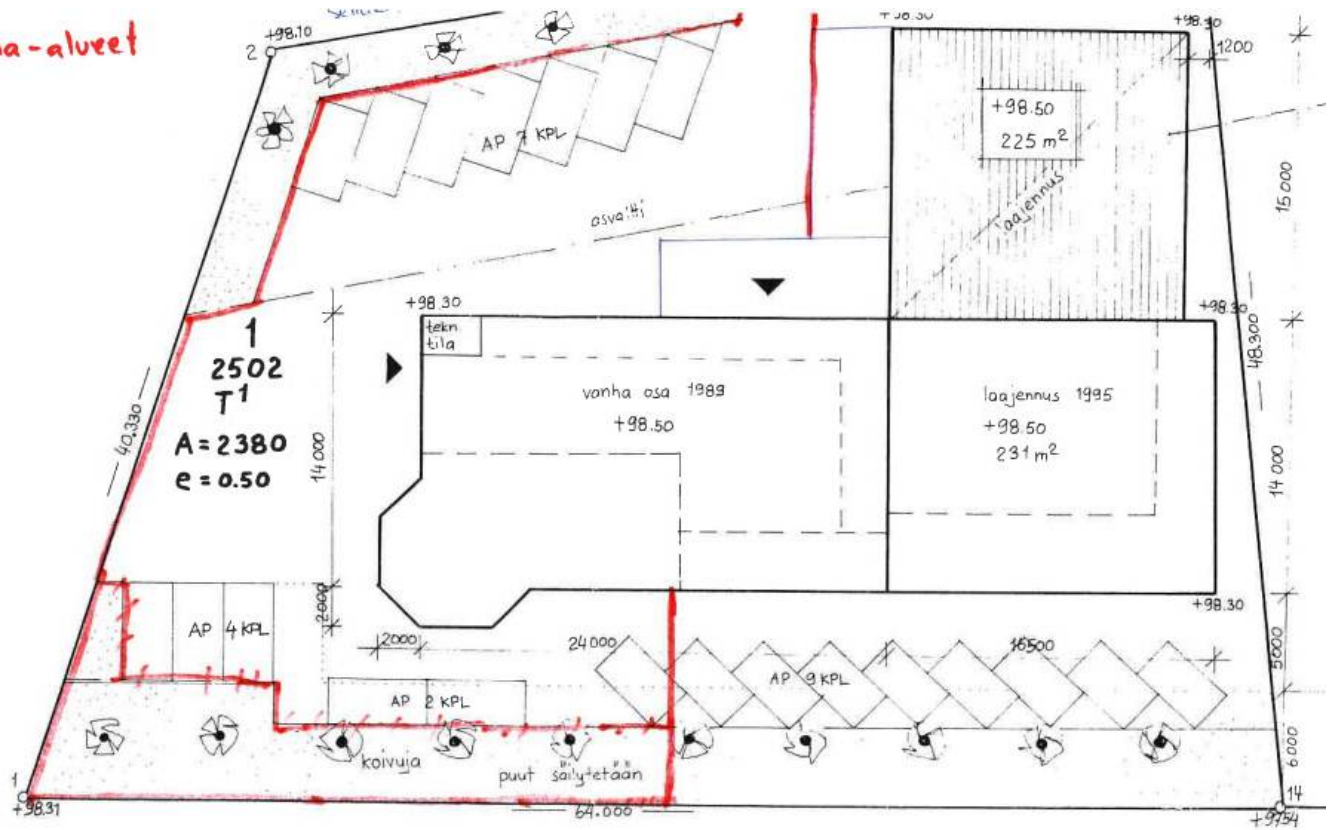 a-alueet
+98.10
2
+98.30
+98.30
1200
+98.50
225 m²
laajennus
15 000
AP 7 KPL
asvaltti
+98.30
+98.30
tekn.
tila
1
2502
T1
A = 2380
e = 0.50
40.330
14 000
vanha osa 1989
+98.50
laajennus 1995
+98.50
231 m²
48.300
14 000
+98.30
2000
AP 4 KPL
2000
24 000
16500
5000
AP 9 KPL
AP 2 KPL
6 000
koivuja
puut säilytetään
1
+98.31
64.000
14
+97.54